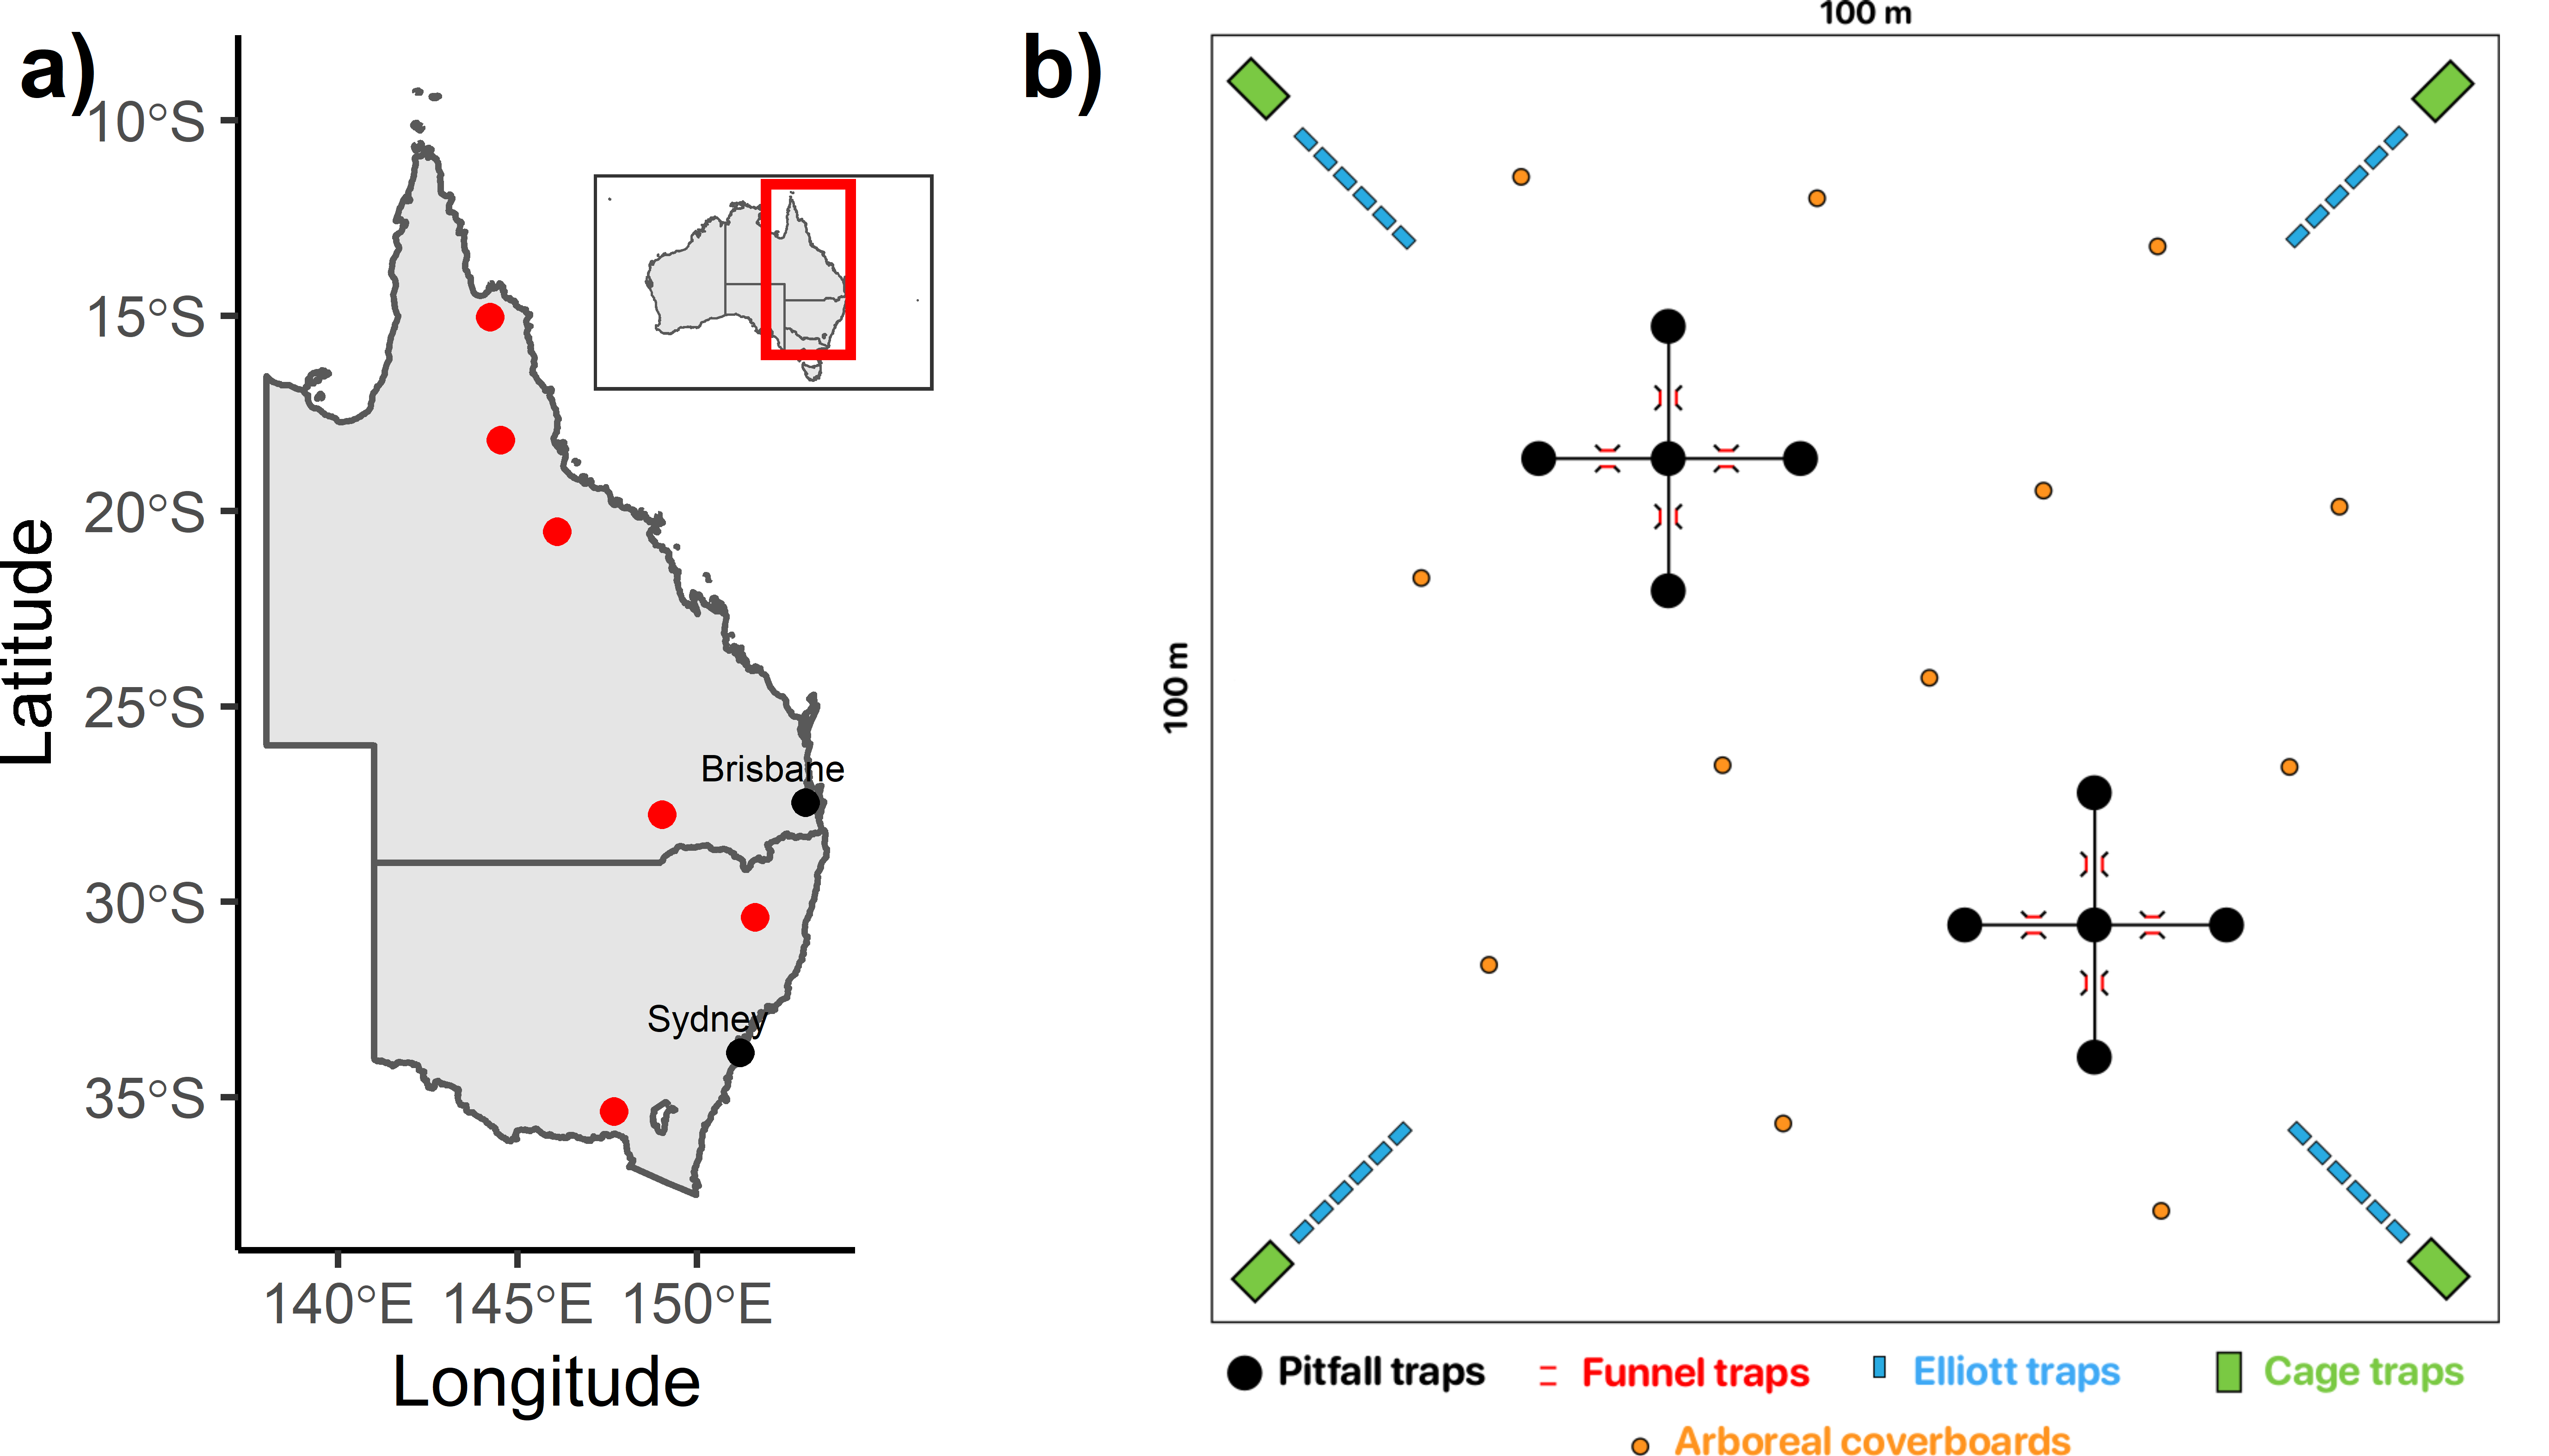 a)
10°S
15°S
20°S
25°S
30°S
35°S
Latitude
Brisbane
Sydney
140°E 145°E 150°E
Longitude
b)
100 m
100 m
Pitfall traps Funnel traps Elliott traps Cage traps
Arboreal coverboards